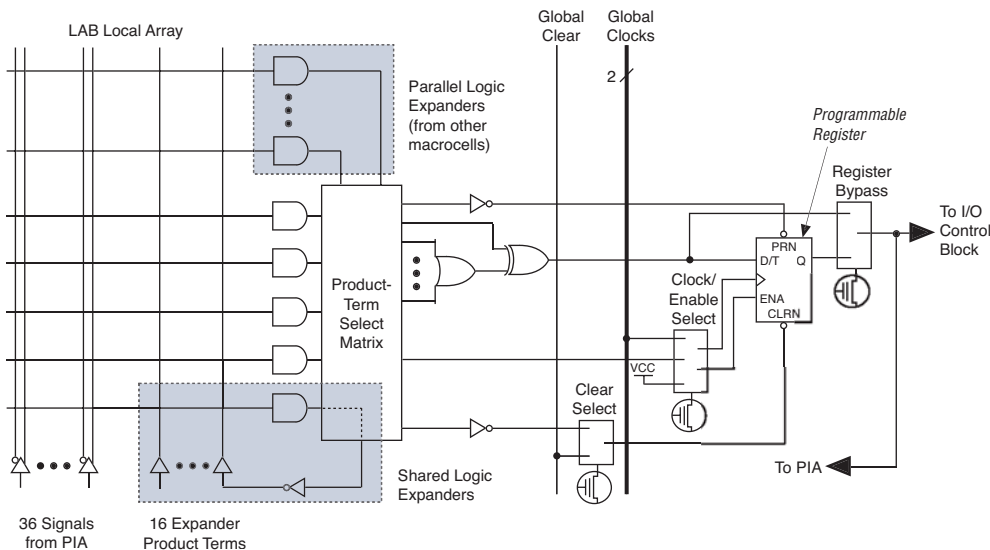 LAB Local Array
Global
Clear
Global
Clocks
2
Parallel Logic
Expanders
(from other
macrocells)
Programmable
Register
Register
Bypass
To I/O
Control
Block
PRN
D/T
Q
ENA
CLRN
Clock/
Enable
Select
Product-
Term
Select
Matrix
VCC
Clear
Select
To PIA
Shared Logic
Expanders
36 Signals
from PIA
16 Expander
Product Terms